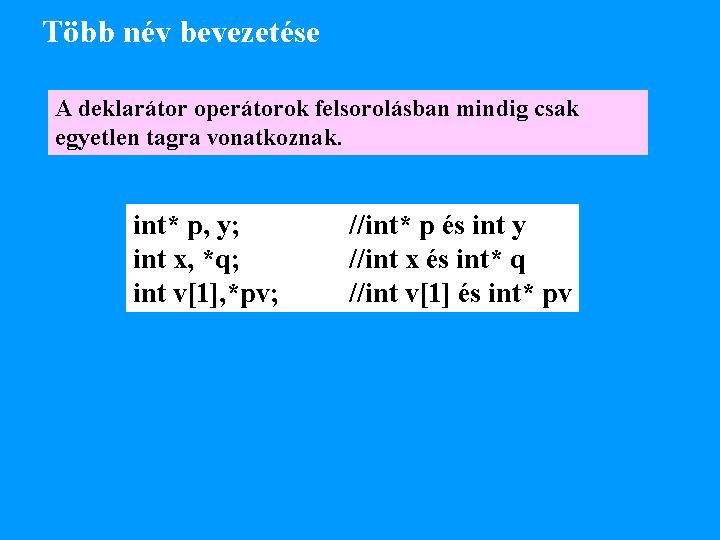 Több név bevezetése
A deklarátor operátorok felsorolásban mindig csak
egyetlen tagra vonatkoznak.
int* p, y; //int* p és int y
int x, *q; //int x és int* q
int v[1],*pv; //int v[1] és int* pv